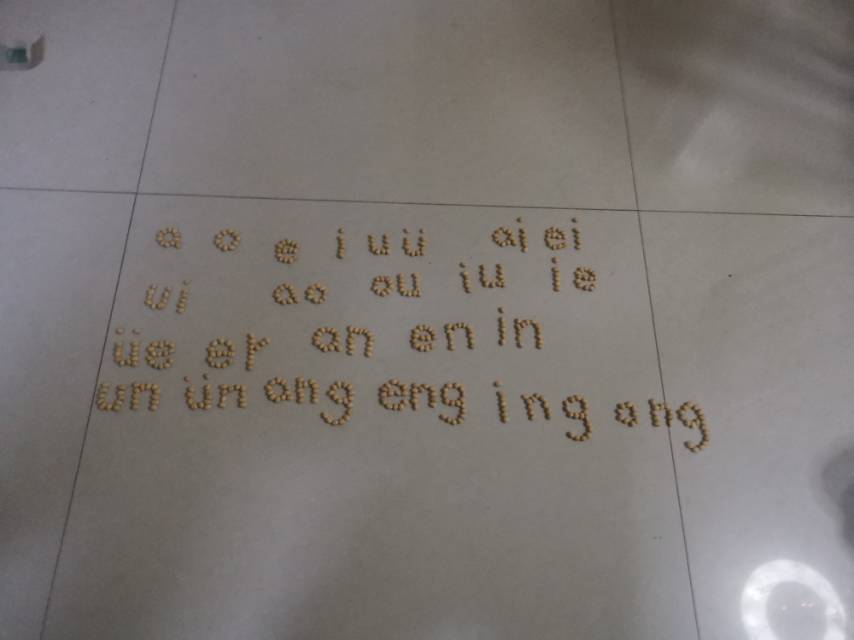 a o e i u ü ai ei
ui ao ou iu ie
üe er an en in
un ün ang eng ing ong